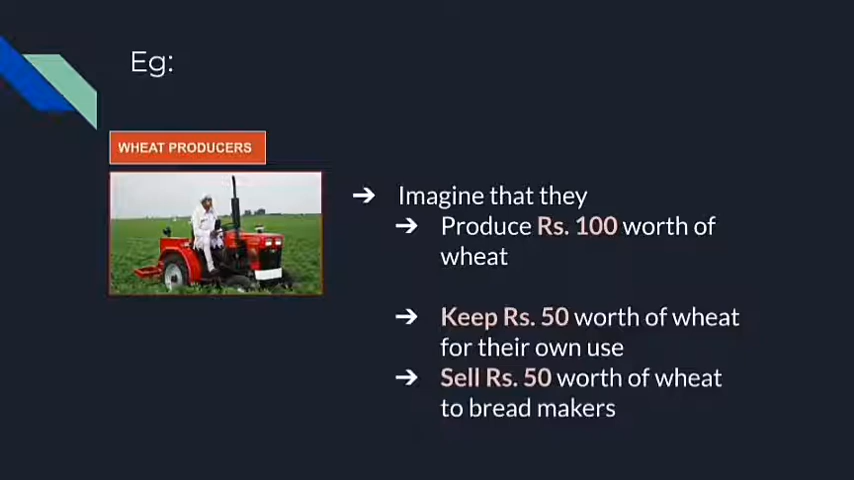 Eg:
WHEAT PRODUCERS
➔ Imagine that they
➔ Produce Rs. 100 worth of
wheat
➔ Keep Rs. 50 worth of wheat
for their own use
➔ Sell Rs. 50 worth of wheat
to bread makers